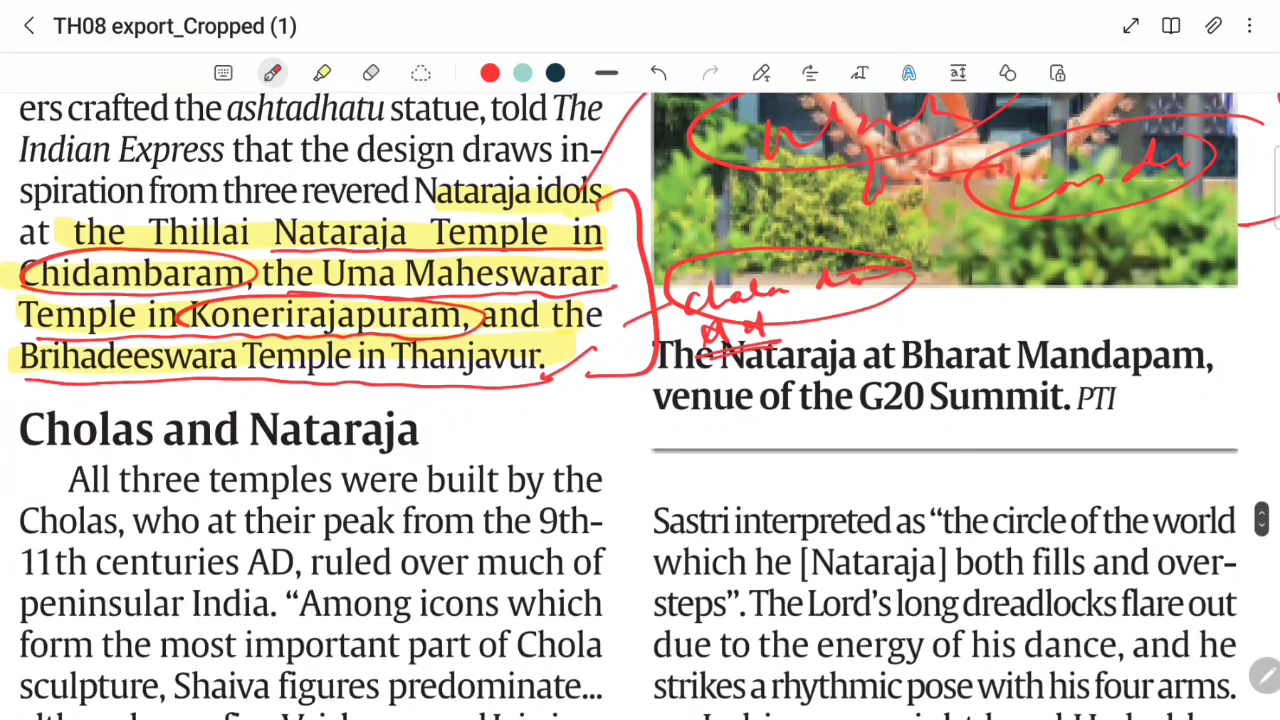 TH08 export_Cropped (1)
ers crafted the ashtadhatu statue, told The
Indian Express that the design draws in-
spiration from three revered Nataraja idols
at the Thillai Nataraja Temple in
Chidambaram, the Uma Maheswarar
Temple in Konerirajapuram, and the
Brihadeeswara Temple in Thanjavur.
Cholas and Nataraja
All three temples were built by the
Cholas, who at their peak from the 9th-
11th centuries AD, ruled over much of
peninsular India. “Among icons which
form the most important part of Chola
sculpture, Shaiva figures predominate...
Chola
The Nataraja at Bharat Mandapam,
venue of the G20 Summit. PTI
Sastri interpreted as “the circle of the world
which he [Nataraja] both fills and over-
steps”. The Lord’s long dreadlocks flare out
due to the energy of his dance, and he
strikes a rhythmic pose with his four arms.